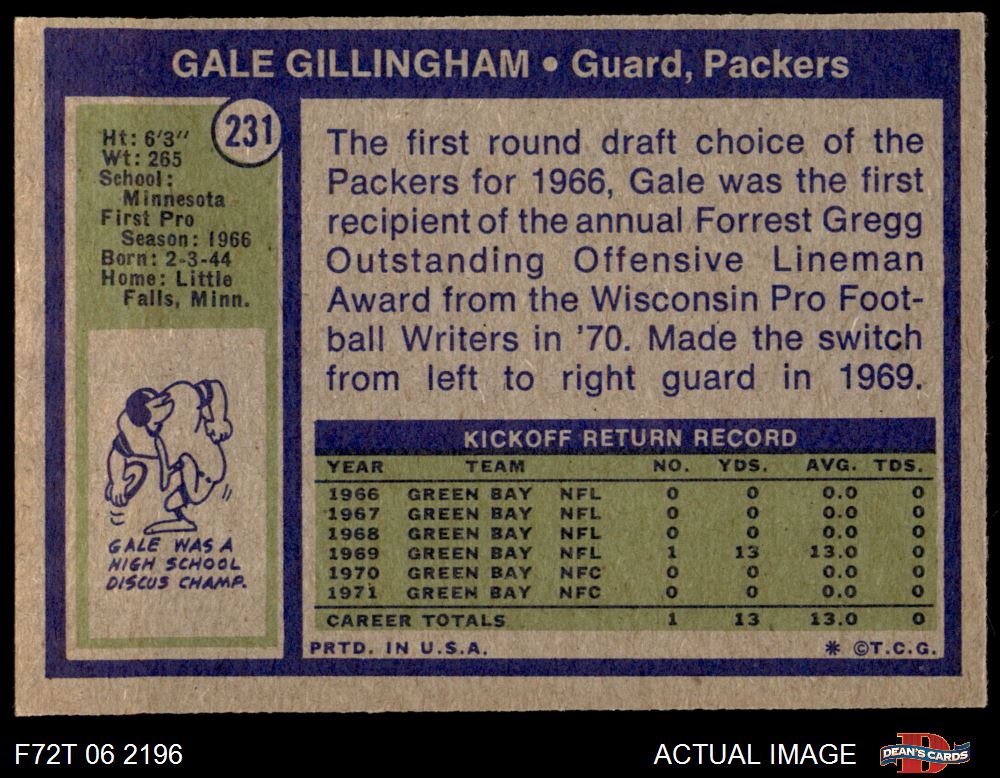 GALE GILLINGHAM • Guard, Packers
231
Ht: 6'3"
Wt: 265
School:
Minnesota
First Pro
Season: 1966
Born: 2-3-44
Home: Little
Falls, Minn.
GALE WAS A
HIGH SCHOOL
DISCUS CHAMP.
The first round draft choice of the
Packers for 1966, Gale was the first
recipient of the annual Forrest Gregg
Outstanding Offensive Lineman
Award from the Wisconsin Pro Foot-
ball Writers in '70. Made the switch
from left to right guard in 1969.
KICKOFF RETURN RECORD
YEAR TEAM NO. YDS. AVG. TDS.
1966 GREEN BAY NFL 0 0 0.0 0
1967 GREEN BAY NFL 0 0 0.0 0
1968 GREEN BAY NFL 0 0 0.0 0
1969 GREEN BAY NFL 1 13 13.0 0
1970 GREEN BAY NFC 0 0 0.0 0
1971 GREEN BAY NFC 0 0 0.0 0
CAREER TOTALS 1 13 13.0 0
PRTD. IN U.S.A. * ©T.C.G.
F72T 06 2196 ACTUAL IMAGE D DEAN'S CARDS